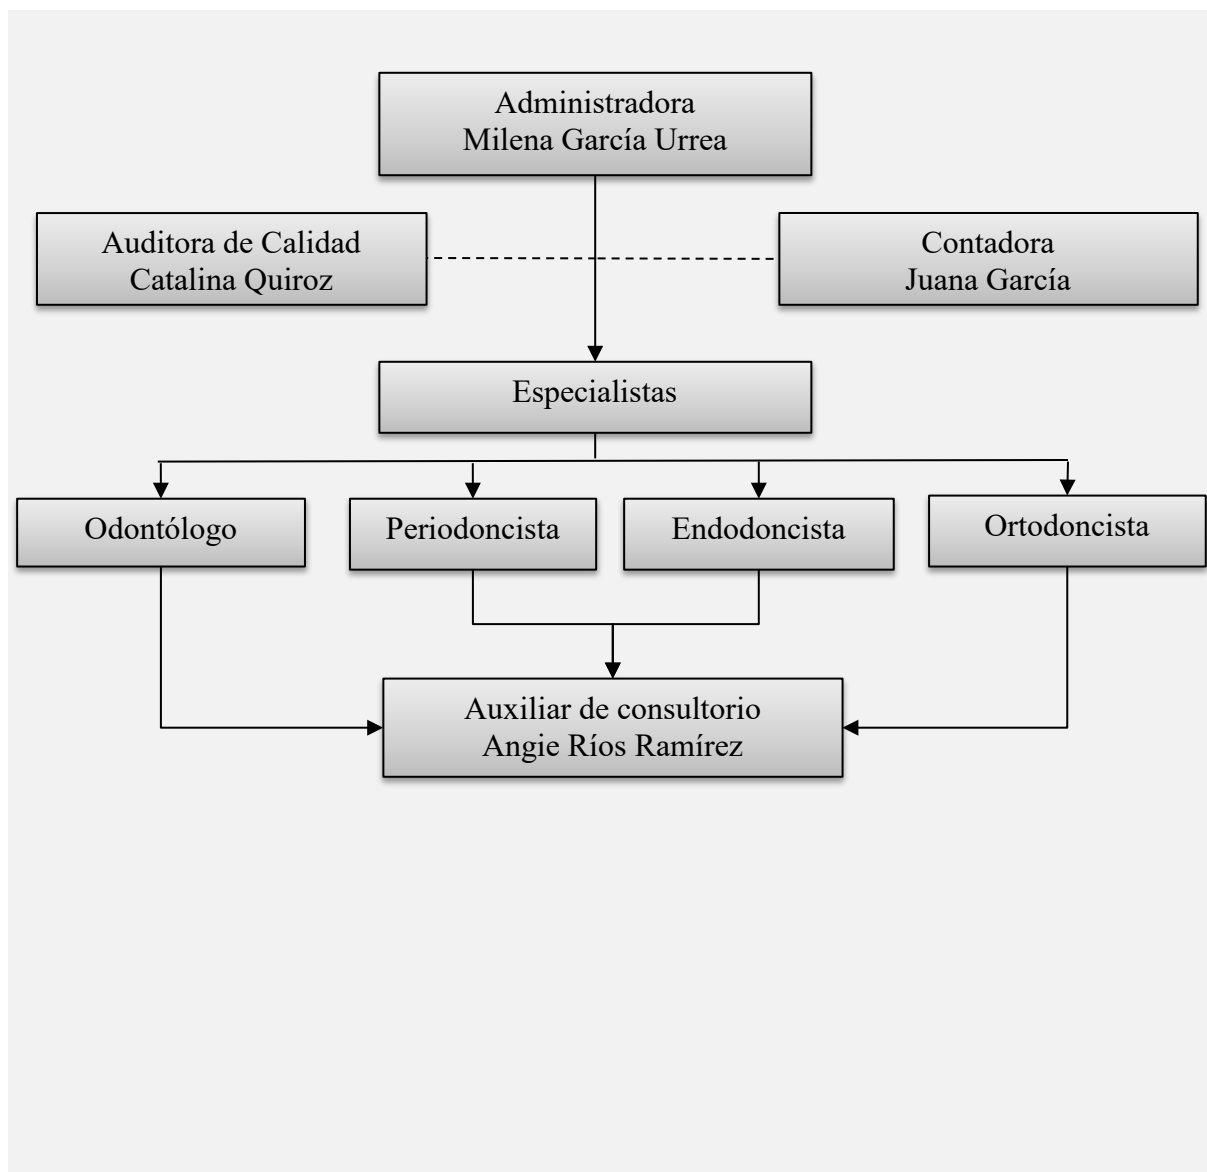 Administradora
Milena García Urrea
Auditora de Calidad
Catalina Quiroz
Contadora
Juana García
Especialistas
Odontólogo
Periodoncista
Endodoncista
Ortodoncista
Auxiliar de consultorio
Angie Ríos Ramírez